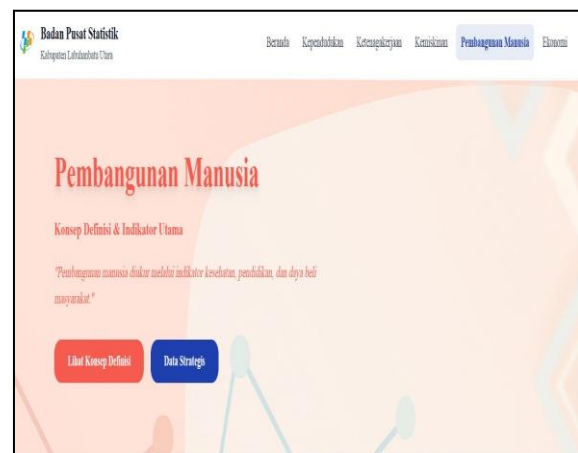 Badan Pusat Statistik
Kabupaten Labuhanbatu Utara
Beranda Kependudukan Ketenagakerjaan Kemiskinan Pembangunan Manusia Ekonomi
Pembangunan Manusia
Konsep Definisi & Indikator Utama
"Pembangunan manusia diukur melalui indikator kesehatan, pendidikan, dan daya beli
masyarakat."
Lihat Konsep Definisi Data Strategis